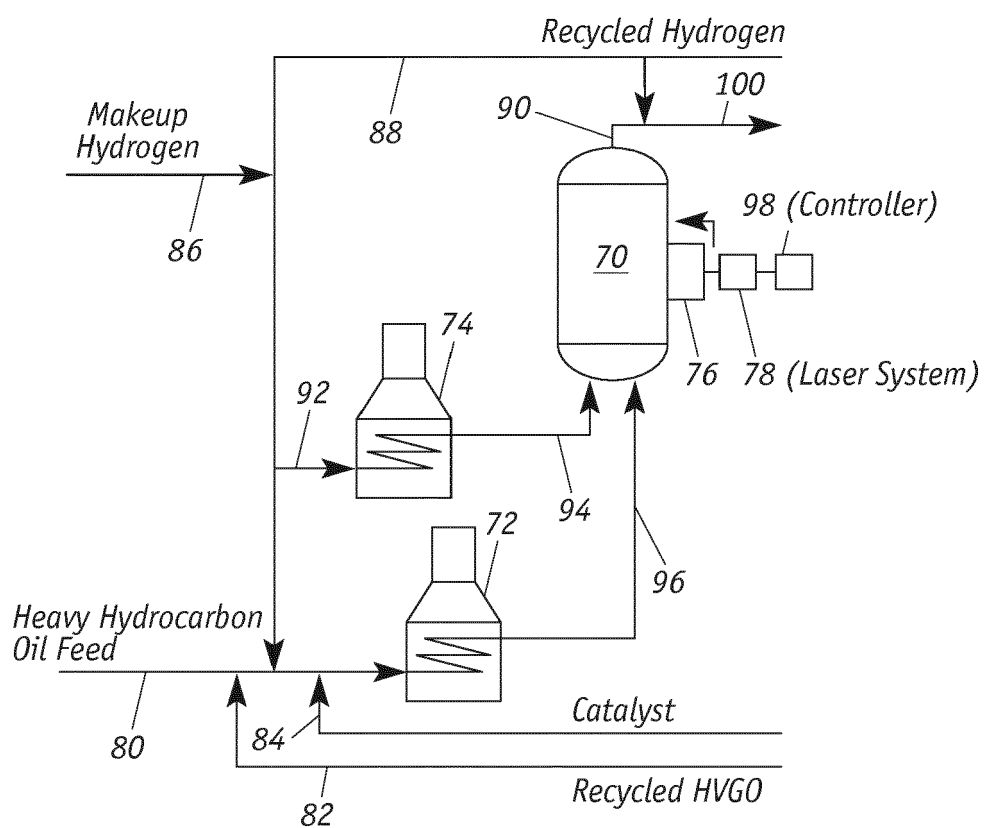 Recycled Hydrogen
100
90
88
Makeup
Hydrogen
86
98 (Controller)
70
74
76
78 (Laser System)
92
94
72
96
Heavy Hydrocarbon
Oil Feed
80
84
Catalyst
82
Recycled HVGO